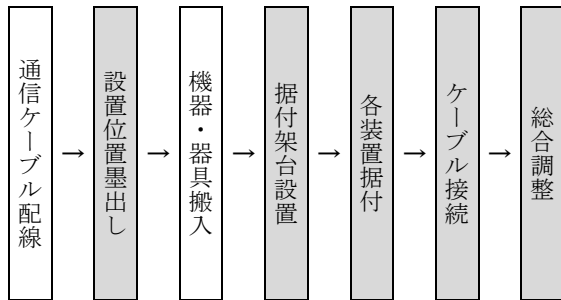 通信ケーブル配線
→
設置位置墨出し
→
機器・器具搬入
→
据付架台設置
→
各装置据付
→
ケーブル接続
→
総合調整